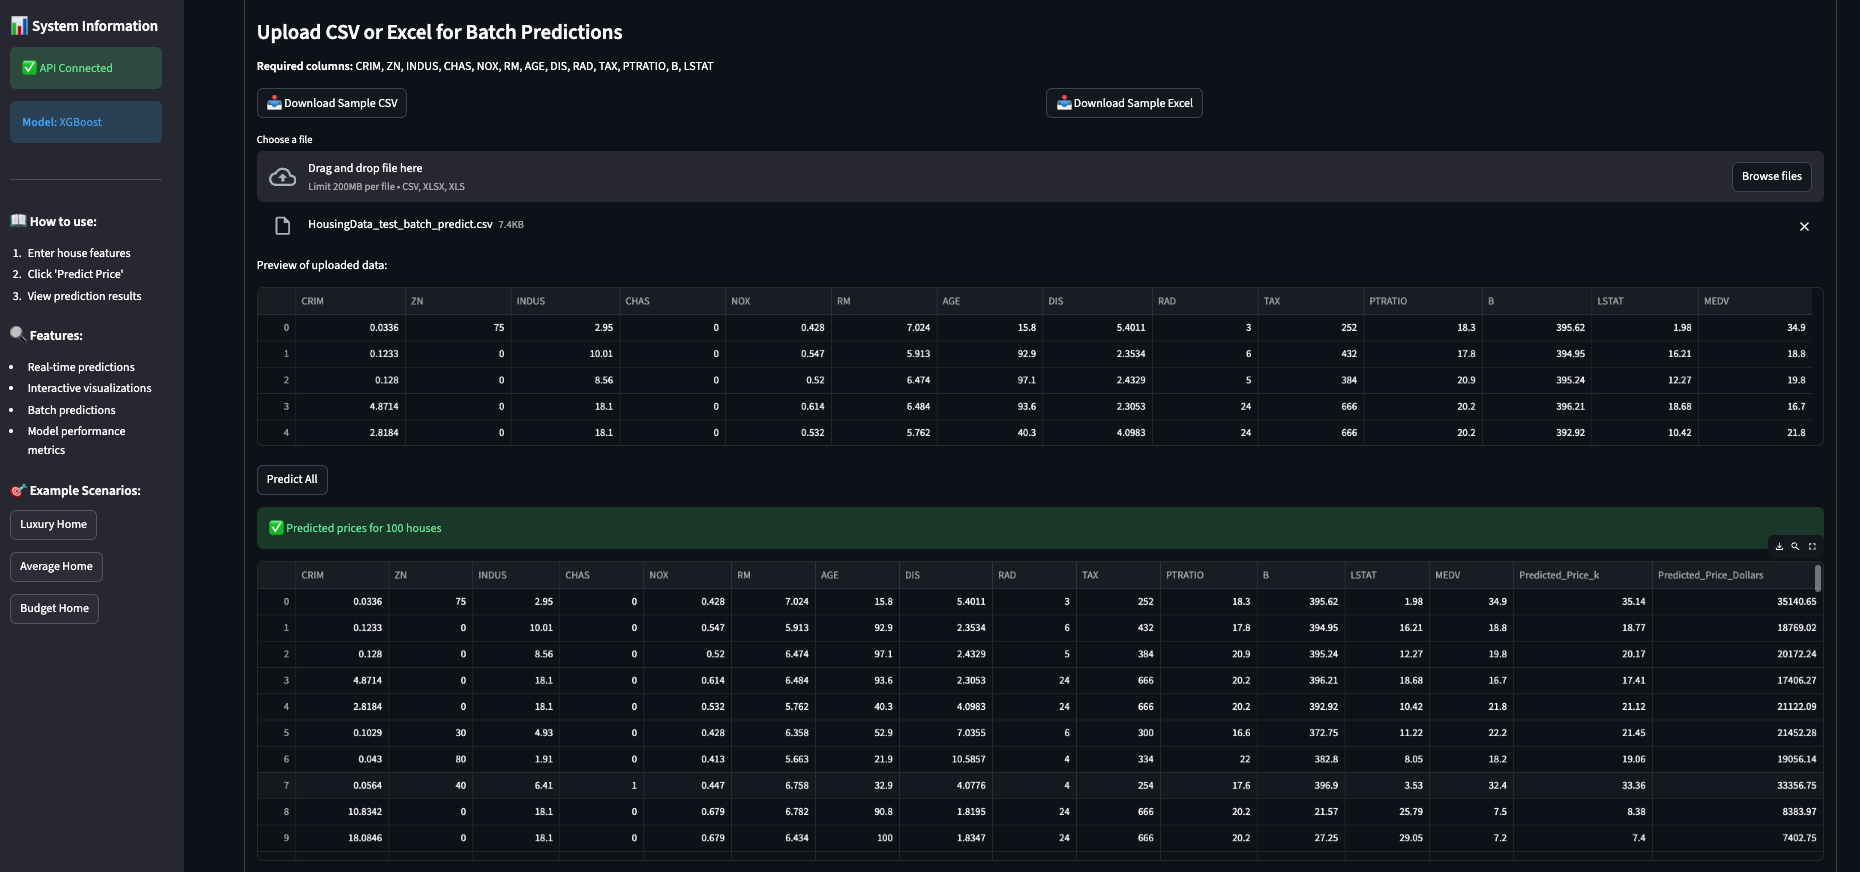 System Information
API Connected
Model: XGBoost
How to use:
1. Enter house features
2. Click 'Predict Price'
3. View prediction results
Features:
• Real-time predictions
• Interactive visualizations
• Batch predictions
• Model performance
metrics
Example Scenarios:
Luxury Home
Average Home
Budget Home
Upload CSV or Excel for Batch Predictions
Required columns: CRIM, ZN, INDUS, CHAS, NOX, RM, AGE, DIS, RAD, TAX, PTRATIO, B, LSTAT
Download Sample CSV Download Sample Excel
Choose a file
Drag and drop file here
Limit 200MB per file • CSV, XLSX, XLS
Browse files
HousingData_test_batch_predict.csv 7.4KB
Preview of uploaded data:
CRIM ZN INDUS CHAS NOX RM AGE DIS RAD TAX PTRATIO B LSTAT MEDV
0 0.0336 75 2.95 0 0.428 7.024 15.8 5.4011 3 252 18.3 395.62 1.98 34.9
1 0.1233 0 10.01 0 0.547 5.913 92.9 2.3534 6 432 17.8 394.95 16.21 18.8
2 0.128 0 8.56 0 0.52 6.474 97.1 2.4329 5 384 20.9 395.24 12.27 19.8
3 4.8714 0 18.1 0 0.614 6.484 93.6 2.3053 24 666 20.2 396.21 18.68 16.7
4 2.8184 0 18.1 0 0.532 5.762 40.3 4.0983 24 666 20.2 392.92 10.42 21.8
Predict All
Predicted prices for 100 houses
CRIM ZN INDUS CHAS NOX RM AGE DIS RAD TAX PTRATIO B LSTAT MEDV Predicted_Price_k Predicted_Price_Dollars
0 0.0336 75 2.95 0 0.428 7.024 15.8 5.4011 3 252 18.3 395.62 1.98 34.9 35.14 35140.65
1 0.1233 0 10.01 0 0.547 5.913 92.9 2.3534 6 432 17.8 394.95 16.21 18.8 18.77 18769.02
2 0.128 0 8.56 0 0.52 6.474 97.1 2.4329 5 384 20.9 395.24 12.27 19.8 20.17 20172.24
3 4.8714 0 18.1 0 0.614 6.484 93.6 2.3053 24 666 20.2 396.21 18.68 16.7 17.41 17406.27
4 2.8184 0 18.1 0 0.532 5.762 40.3 4.0983 24 666 20.2 392.92 10.42 21.8 21.12 21122.09
5 0.1029 30 4.93 0 0.428 6.358 52.9 7.0355 6 300 16.6 372.75 11.22 22.2 21.45 21452.28
6 0.043 80 1.91 0 0.413 5.663 21.9 10.5857 4 334 22 382.8 8.05 18.2 19.06 19056.14
7 0.0564 40 6.41 1 0.447 6.758 32.9 4.0776 4 254 17.6 396.9 3.53 32.4 33.36 33356.75
8 10.8342 0 18.1 0 0.679 6.782 90.8 1.8195 24 666 20.2 21.57 25.79 7.5 8.38 8383.97
9 18.0846 0 18.1 0 0.679 6.434 100 1.8347 24 666 20.2 27.25 29.05 7.2 7.4 7402.75